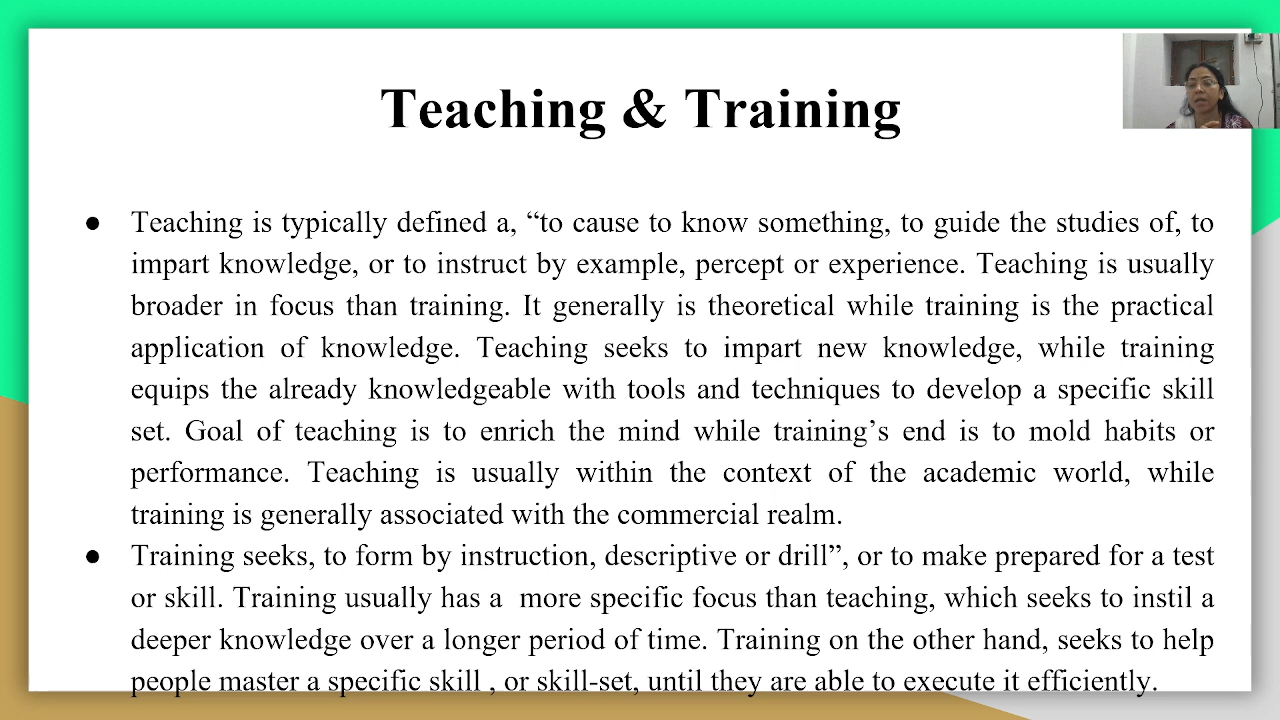 Teaching & Training
● Teaching is typically defined a, “to cause to know something, to guide the studies of, to
impart knowledge, or to instruct by example, percept or experience. Teaching is usually
broader in focus than training. It generally is theoretical while training is the practical
application of knowledge. Teaching seeks to impart new knowledge, while training
equips the already knowledgeable with tools and techniques to develop a specific skill
set. Goal of teaching is to enrich the mind while training’s end is to mold habits or
performance. Teaching is usually within the context of the academic world, while
training is generally associated with the commercial realm.
● Training seeks, to form by instruction, descriptive or drill”, or to make prepared for a test
or skill. Training usually has a  more specific focus than teaching, which seeks to instil a
deeper knowledge over a longer period of time. Training on the other hand, seeks to help
people master a specific skill , or skill-set, until they are able to execute it efficiently.